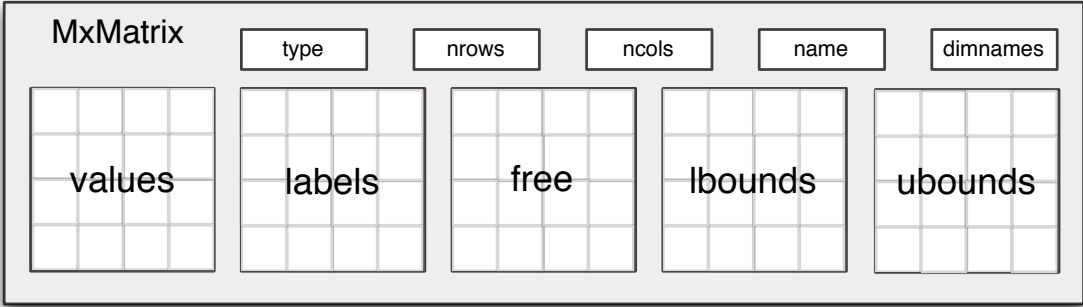 MxMatrix
type
nrows
ncols
name
dimnames
values
labels
free
lbounds
ubounds